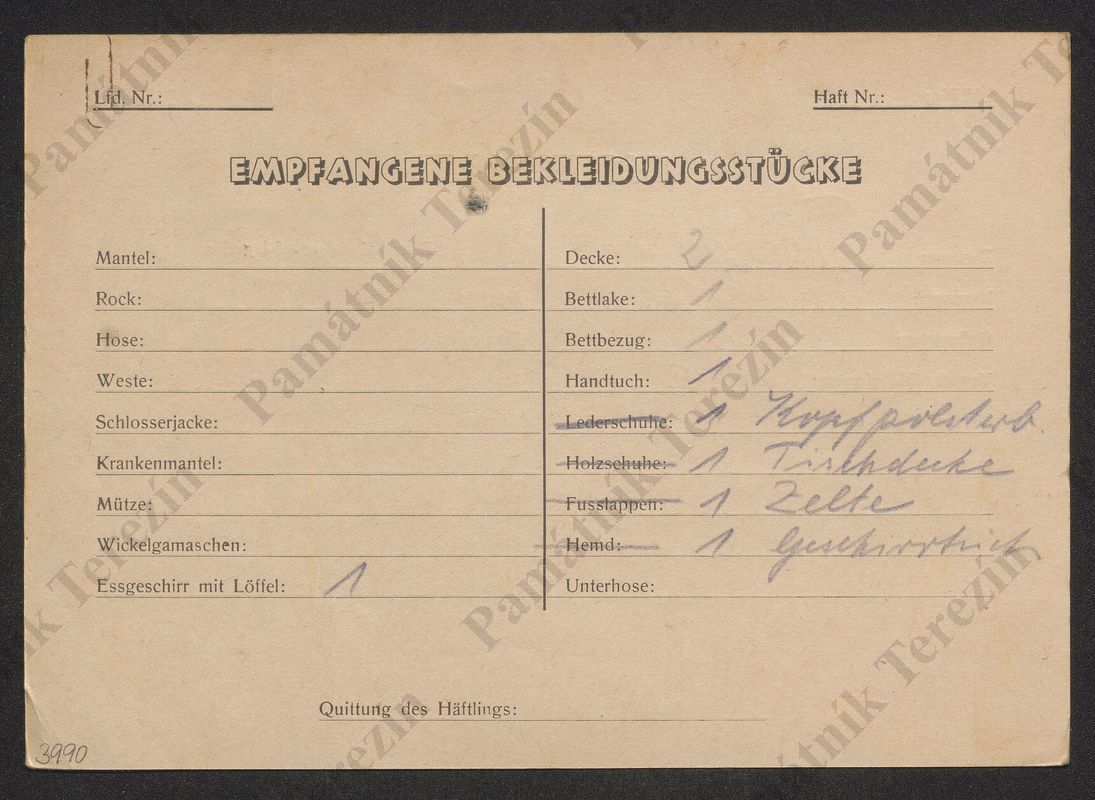 Lfd. Nr.:
Haft Nr.:
EMPFANGENE BEKLEIDUNGSSTÜCKE
Mantel:
Rock:
Hose:
Weste:
Schlosserjacke:
Krankenmantel:
Mütze:
Wickelgamaschen:
Essgeschirr mit Löffel: 1
Decke: 2
Bettlake: 1
Bettbezug: 1
Handtuch: 1
Lederschuhe: 1 Kopfpolsterb.
Holzschuhe: 1 Tischdecke
Fusslappen: 1 Zelte
Hemd: 1 Geschirrtuch
Unterhose:
Quittung des Häftlings:
3990
Památník Terezín